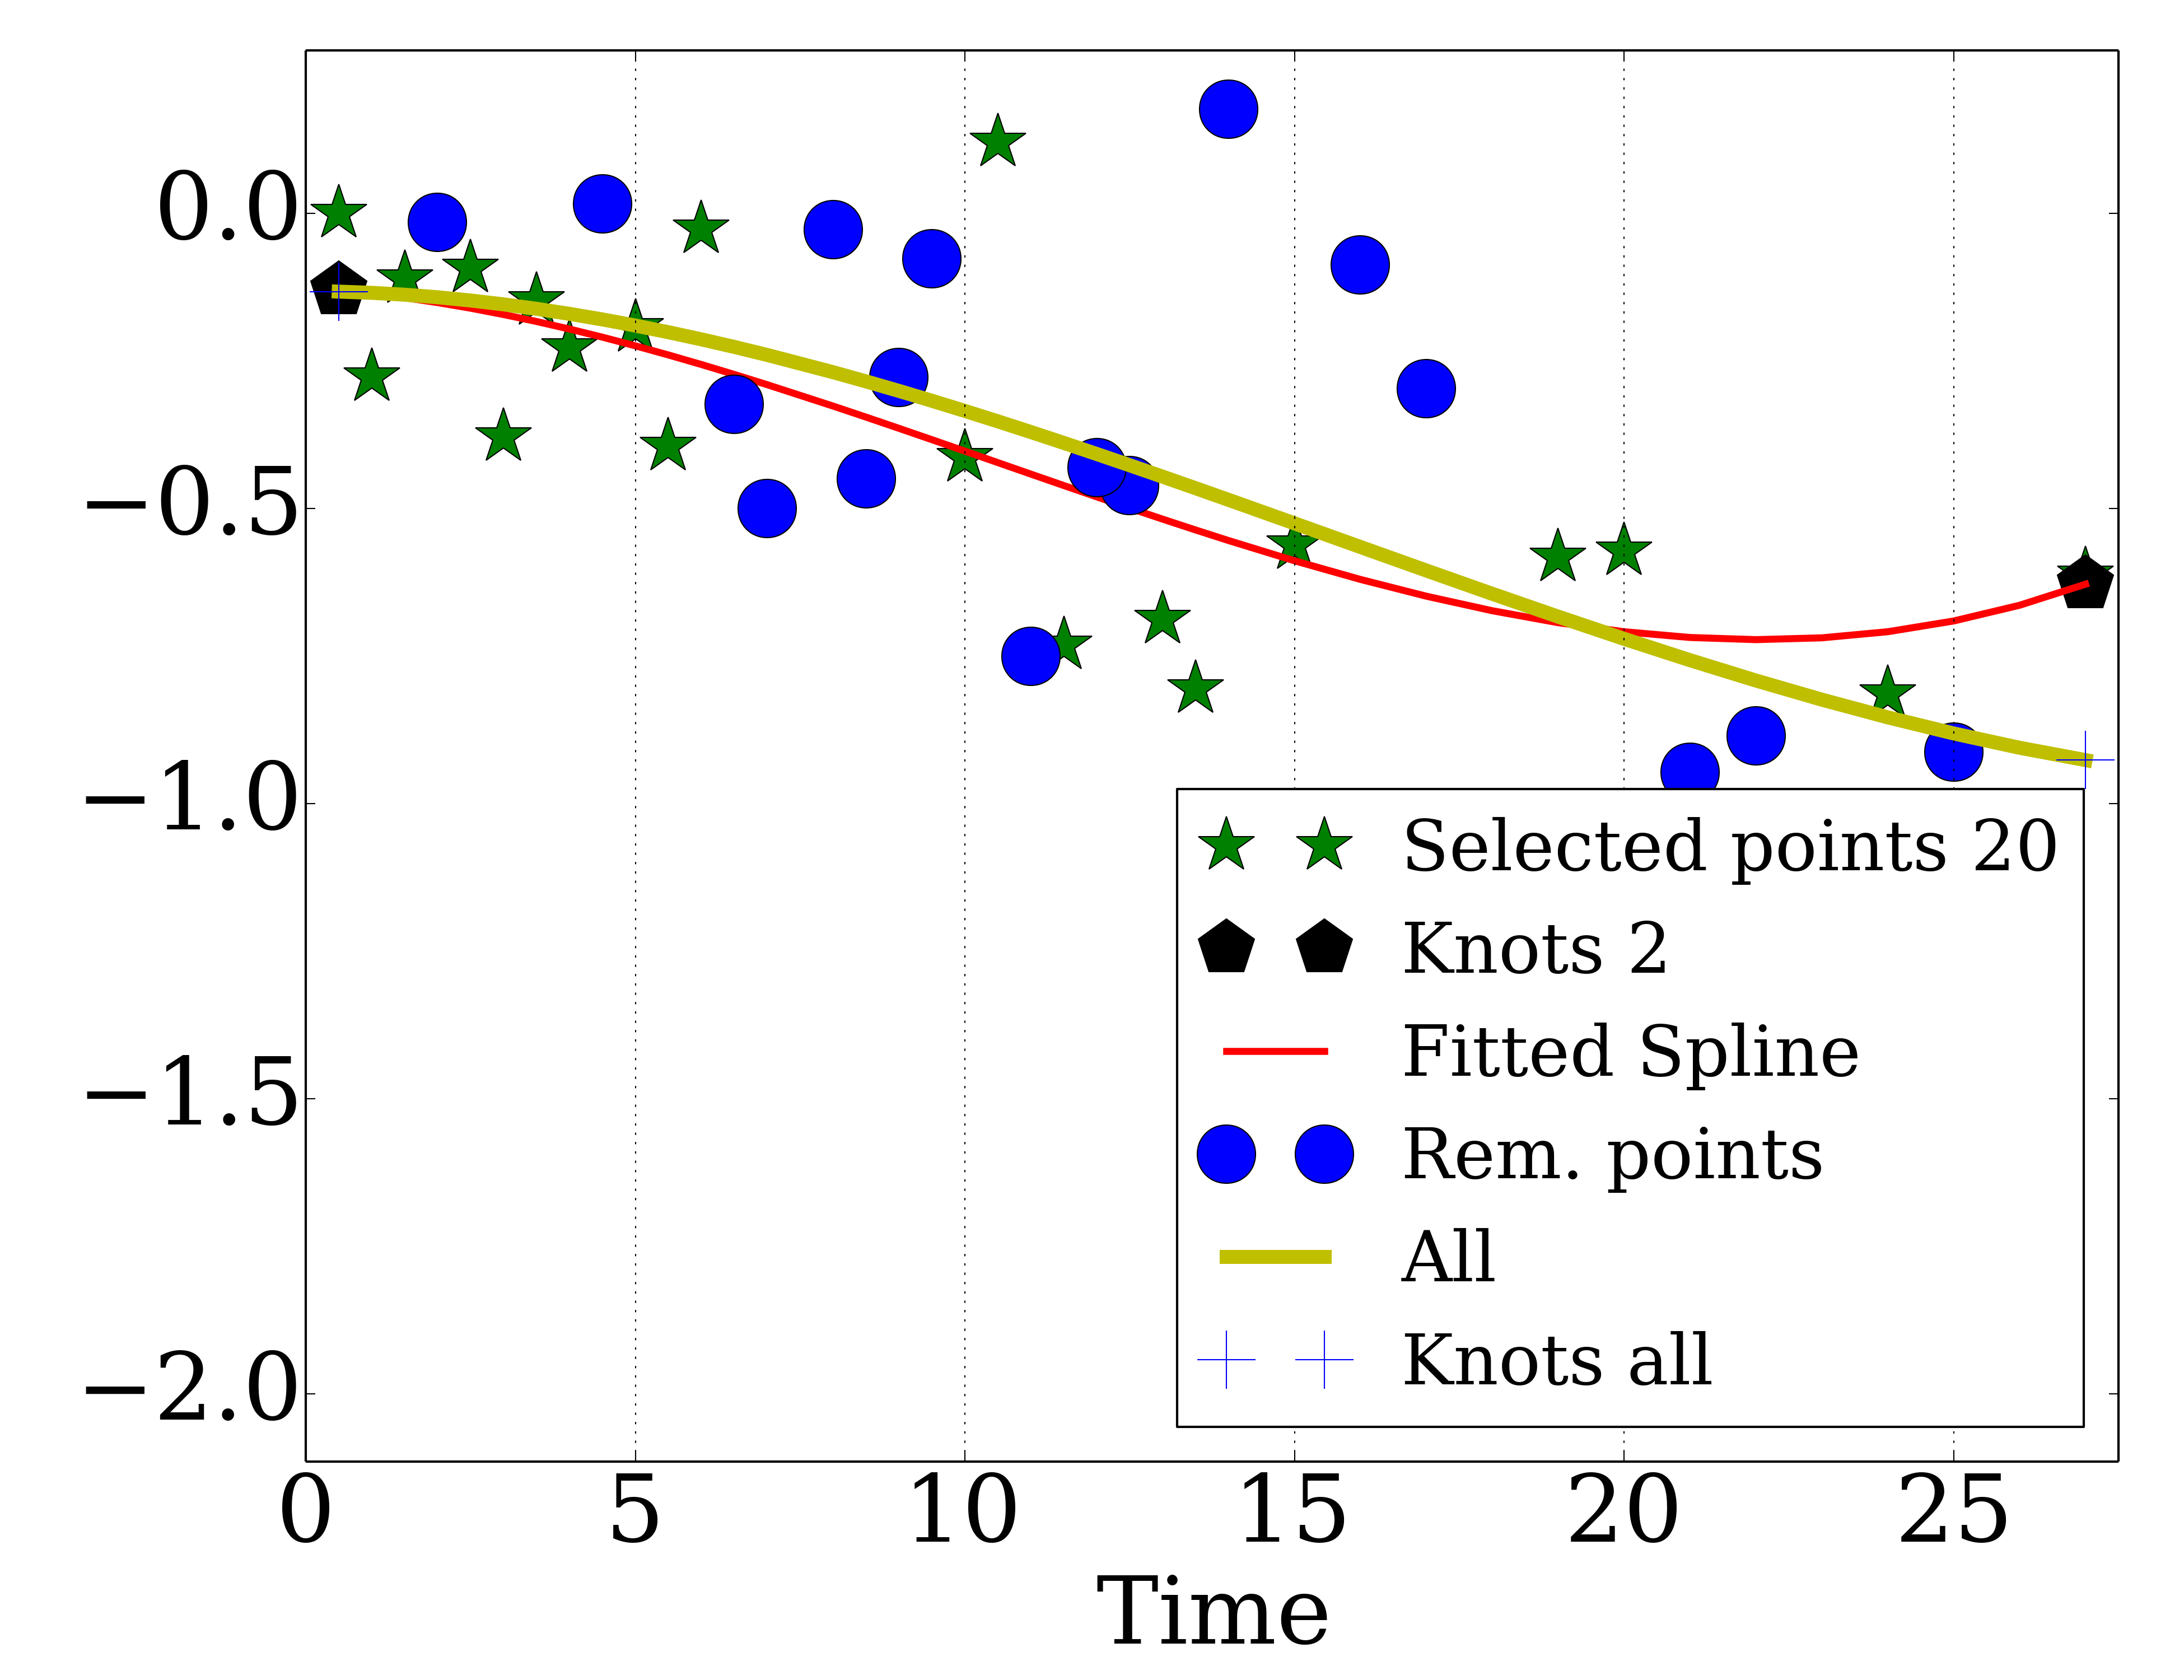 0.0
−0.5
−1.0
−1.5
−2.0
0 5 10 15 20 25
Time
Selected points 20
Knots 2
Fitted Spline
Rem. points
All
Knots all